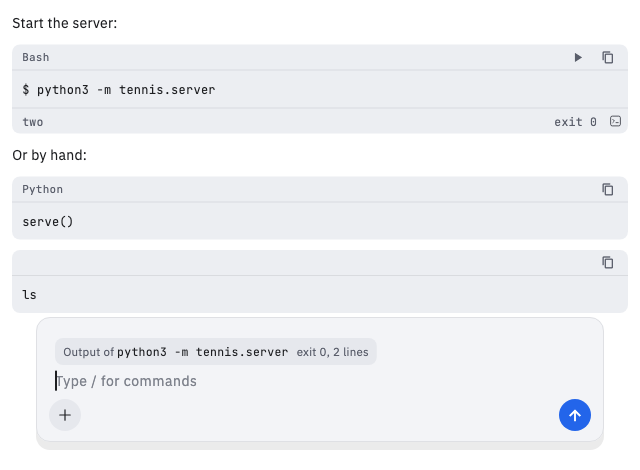 Start the server:
Bash
$ python3 -m tennis.server
two exit 0
Or by hand:
Python
serve()
ls
Output of python3 -m tennis.server exit 0, 2 lines
Type / for commands